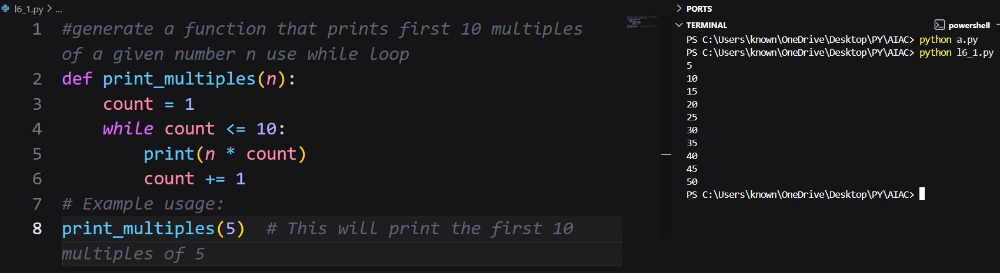 l6_1.py > ...
1 #generate a function that prints first 10 multiples
of a given number n use while loop
2 def print_multiples(n):
3     count = 1
4     while count <= 10:
5         print(n * count)
6         count += 1
7 # Example usage:
8 print_multiples(5)  # This will print the first 10
multiples of 5
PORTS
TERMINAL
powershell
PS C:\Users\known\OneDrive\Desktop\PY\AIAC> python a.py
PS C:\Users\known\OneDrive\Desktop\PY\AIAC> python l6_1.py
5
10
15
20
25
30
35
40
45
50
PS C:\Users\known\OneDrive\Desktop\PY\AIAC>